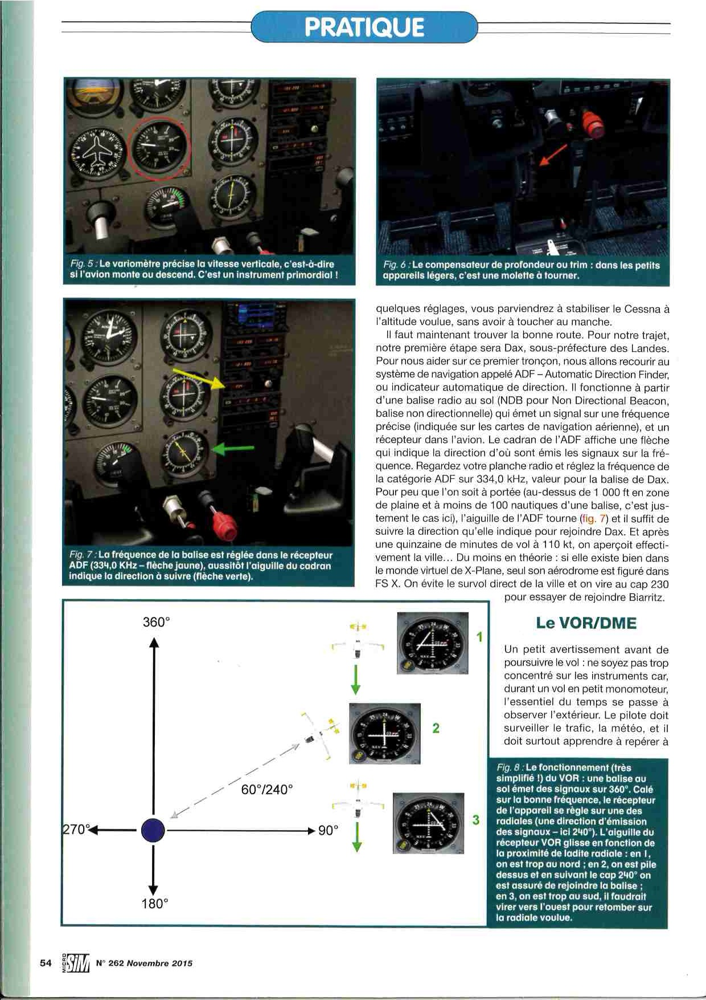 PRATIQUE
Fig. 5 : Le variomètre précise la vitesse verticale, c'est-à-dire
si l'avion monte ou descend. C'est un instrument primordial !
Fig. 6 : Le compensateur de profondeur ou trim : dans les petits
appareils légers, c'est une molette à tourner.
Fig. 7 : La fréquence de la balise est réglée dans le récepteur
ADF (334,0 KHz – flèche jaune), aussitôt l'aiguille du cadran
indique la direction à suivre (flèche verte).
quelques réglages, vous parviendrez à stabiliser le Cessna à
l'altitude voulue, sans avoir à toucher au manche.
Il faut maintenant trouver la bonne route. Pour notre trajet,
notre première étape sera Dax, sous-préfecture des Landes.
Pour nous aider sur ce premier tronçon, nous allons recourir au
système de navigation appelé ADF – Automatic Direction Finder,
ou indicateur automatique de direction. Il fonctionne à partir
d'une balise radio au sol (NDB pour Non Directional Beacon,
balise non directionnelle) qui émet un signal sur une fréquence
précise (indiquée sur les cartes de navigation aérienne), et un
récepteur dans l'avion. Le cadran de l'ADF affiche une flèche
qui indique la direction d'où sont émis les signaux sur la fré-
quence. Regardez votre planche radio et réglez la fréquence de
la catégorie ADF sur 334,0 kHz, valeur pour la balise de Dax.
Pour peu que l'on soit à portée (au-dessus de 1 000 ft en zone
de plaine et à moins de 100 nautiques d'une balise, c'est jus-
tement le cas ici), l'aiguille de l'ADF tourne (fig. 7) et il suffit de
suivre la direction qu'elle indique pour rejoindre Dax. Et après
une quinzaine de minutes de vol à 110 kt, on aperçoit effecti-
vement la ville... Du moins en théorie : si elle existe bien dans
le monde virtuel de X-Plane, seul son aérodrome est figuré dans
FS X. On évite le survol direct de la ville et on vire au cap 230
pour essayer de rejoindre Biarritz.
Le VOR/DME
Un petit avertissement avant de
poursuivre le vol : ne soyez pas trop
concentré sur les instruments car,
durant un vol en petit monomoteur,
l'essentiel du temps se passe à
observer l'extérieur. Le pilote doit
surveiller le trafic, la météo, et il
doit surtout apprendre à repérer à
360°
1
2
60°/240°
3
270°
90°
180°
Fig. 8 : Le fonctionnement (très
simplifié !) du VOR : une balise au
sol émet des signaux sur 360°. Calé
sur la bonne fréquence, le récepteur
de l'appareil se règle sur une des
radiales (une direction d'émission
des signaux – ici 240°). L'aiguille du
récepteur VOR glisse en fonction de
la proximité de ladite radiale : en 1,
on est trop au nord ; en 2, on est pile
dessus et en suivant le cap 240° on
est assuré de rejoindre la balise ;
en 3, on est trop au sud, il faudrait
virer vers l'ouest pour retomber sur
la radiale voulue.
54 MICRO SIM N° 262 Novembre 2015